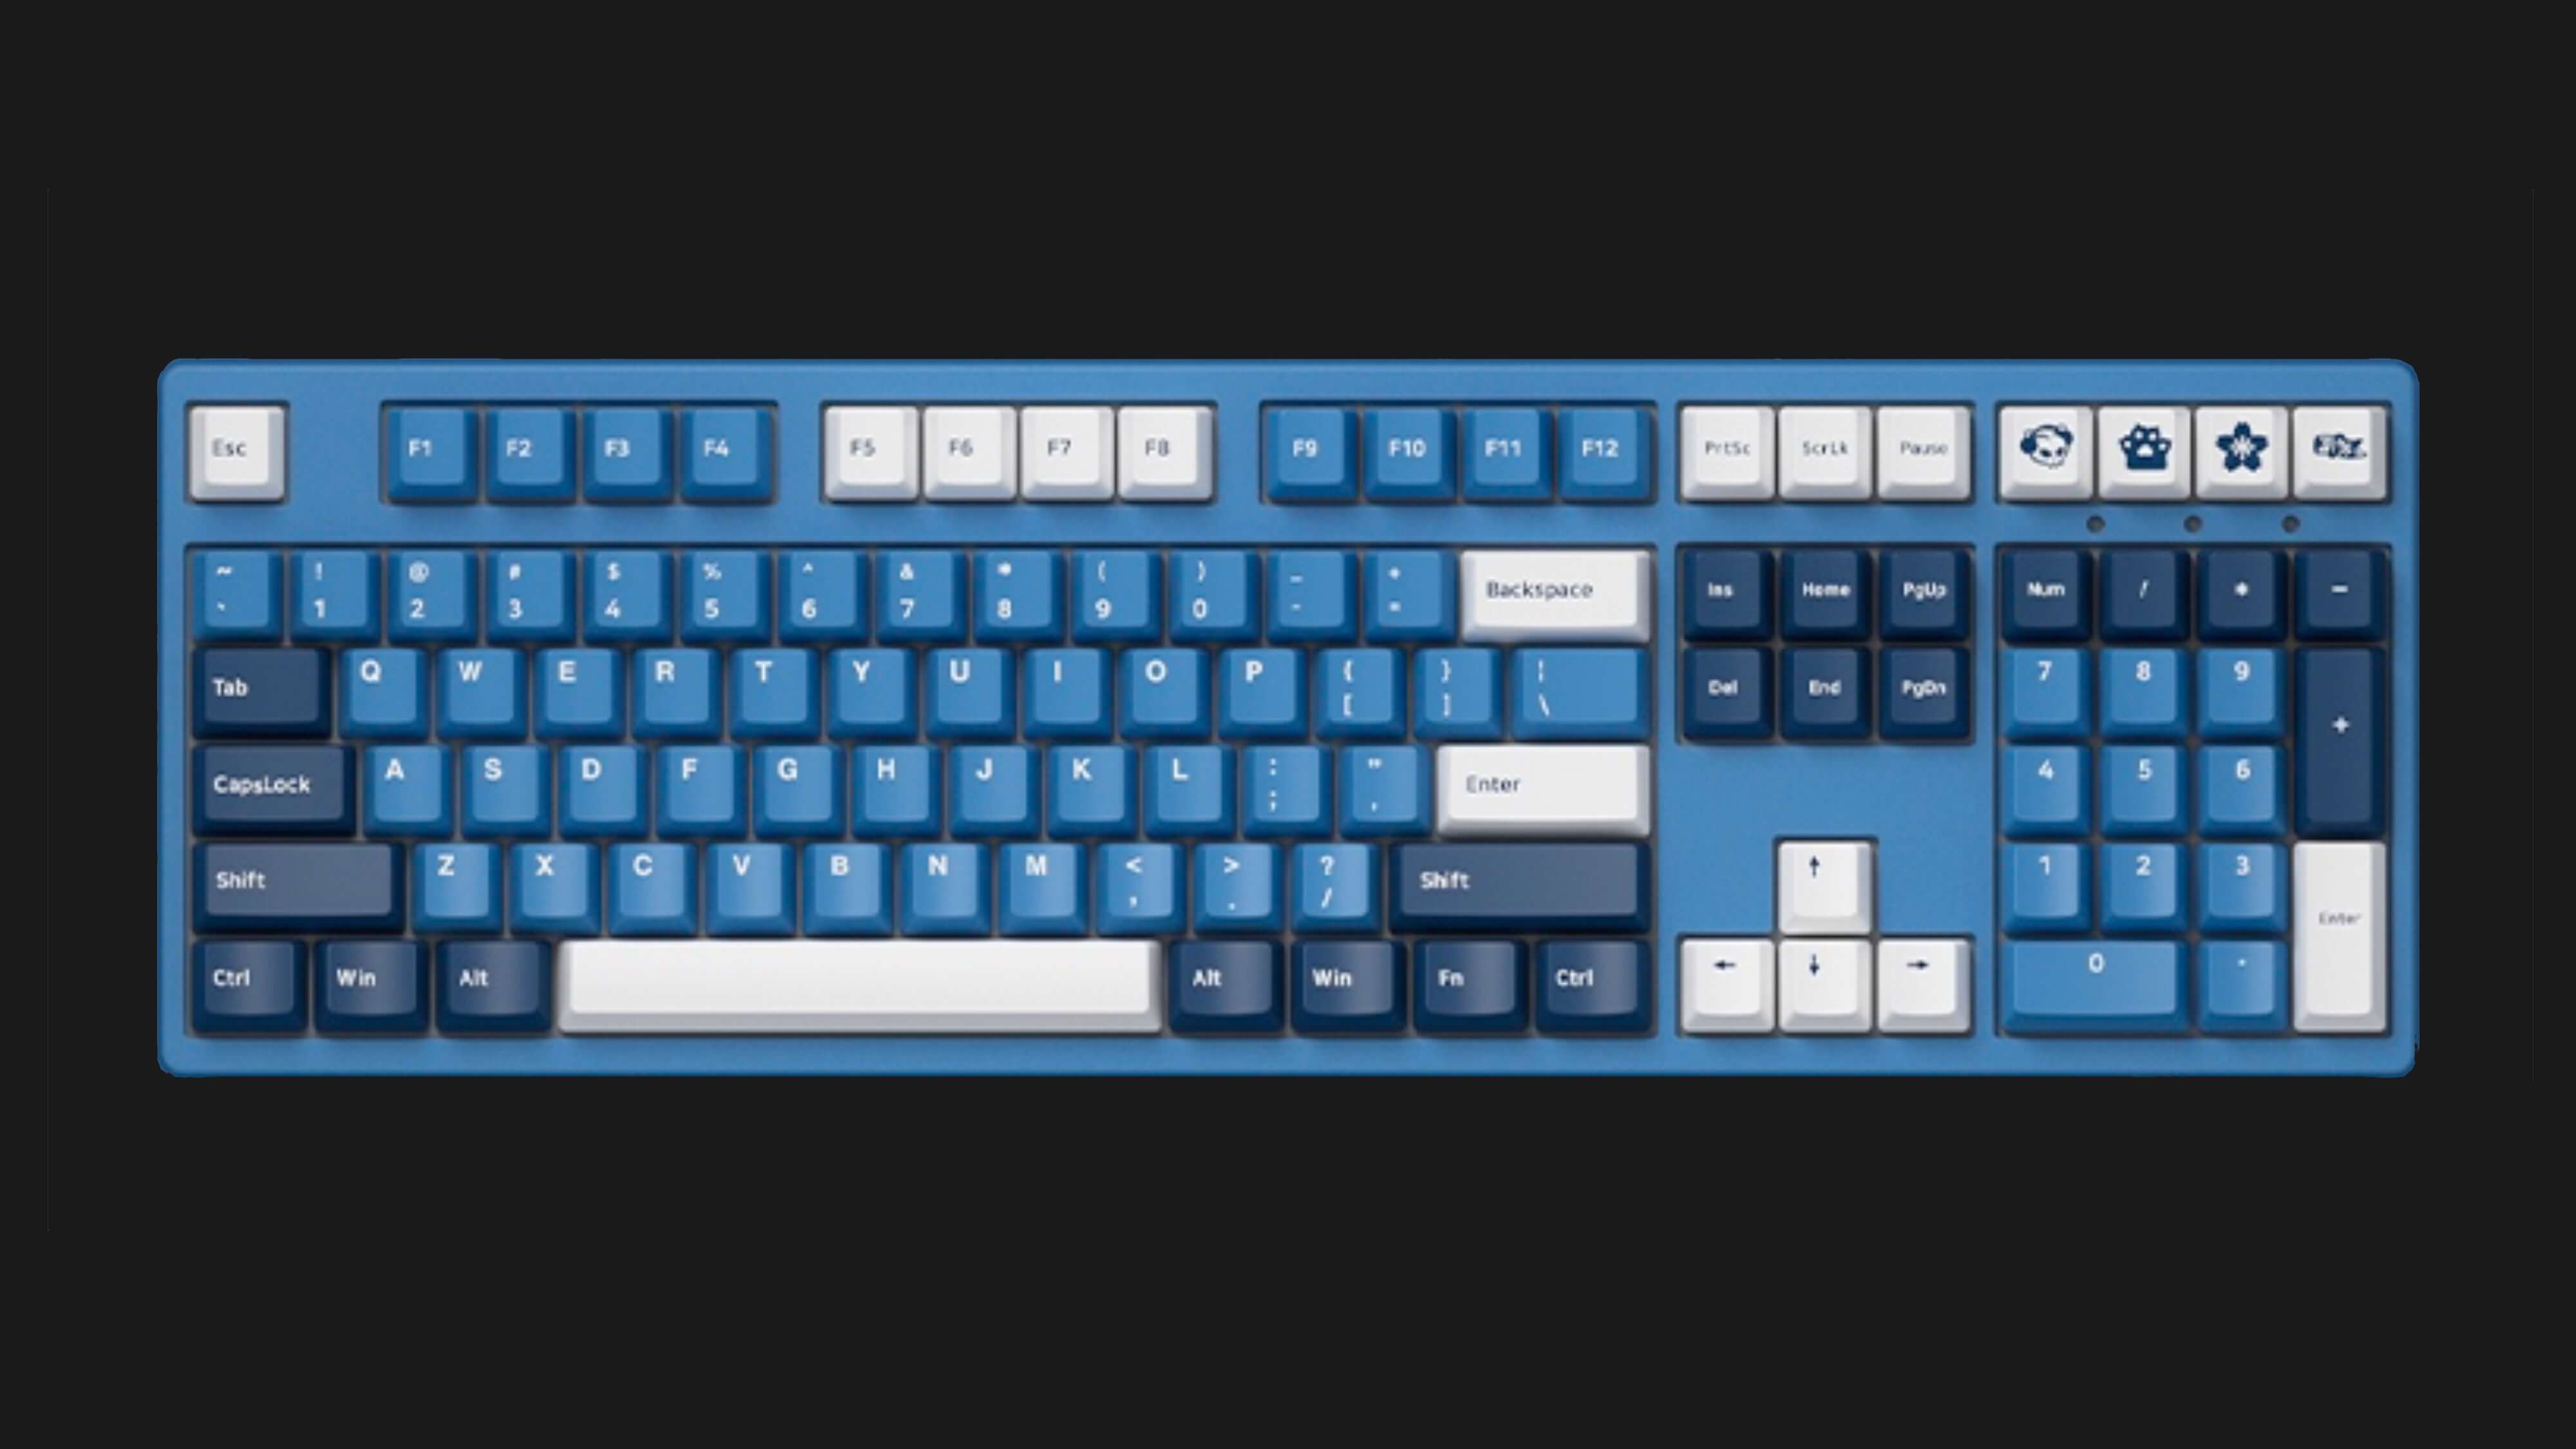 Esc F1 F2 F3 F4 F5 F6 F7 F8 F9 F10 F11 F12 PrtSc ScrLk Pause
~ ! @ # $ % ^ & * ( ) _ +
` 1 2 3 4 5 6 7 8 9 0 - = Backspace Ins Home PgUp Num / * -
Tab Q W E R T Y U I O P { } |
[ ] \ Del End PgDn 7 8 9 +
CapsLock A S D F G H J K L : "
; ' Enter 4 5 6
Shift Z X C V B N M < > ?
, . / Shift ↑ 1 2 3 Enter
Ctrl Win Alt Alt Win Fn Ctrl ← ↓ → 0 .